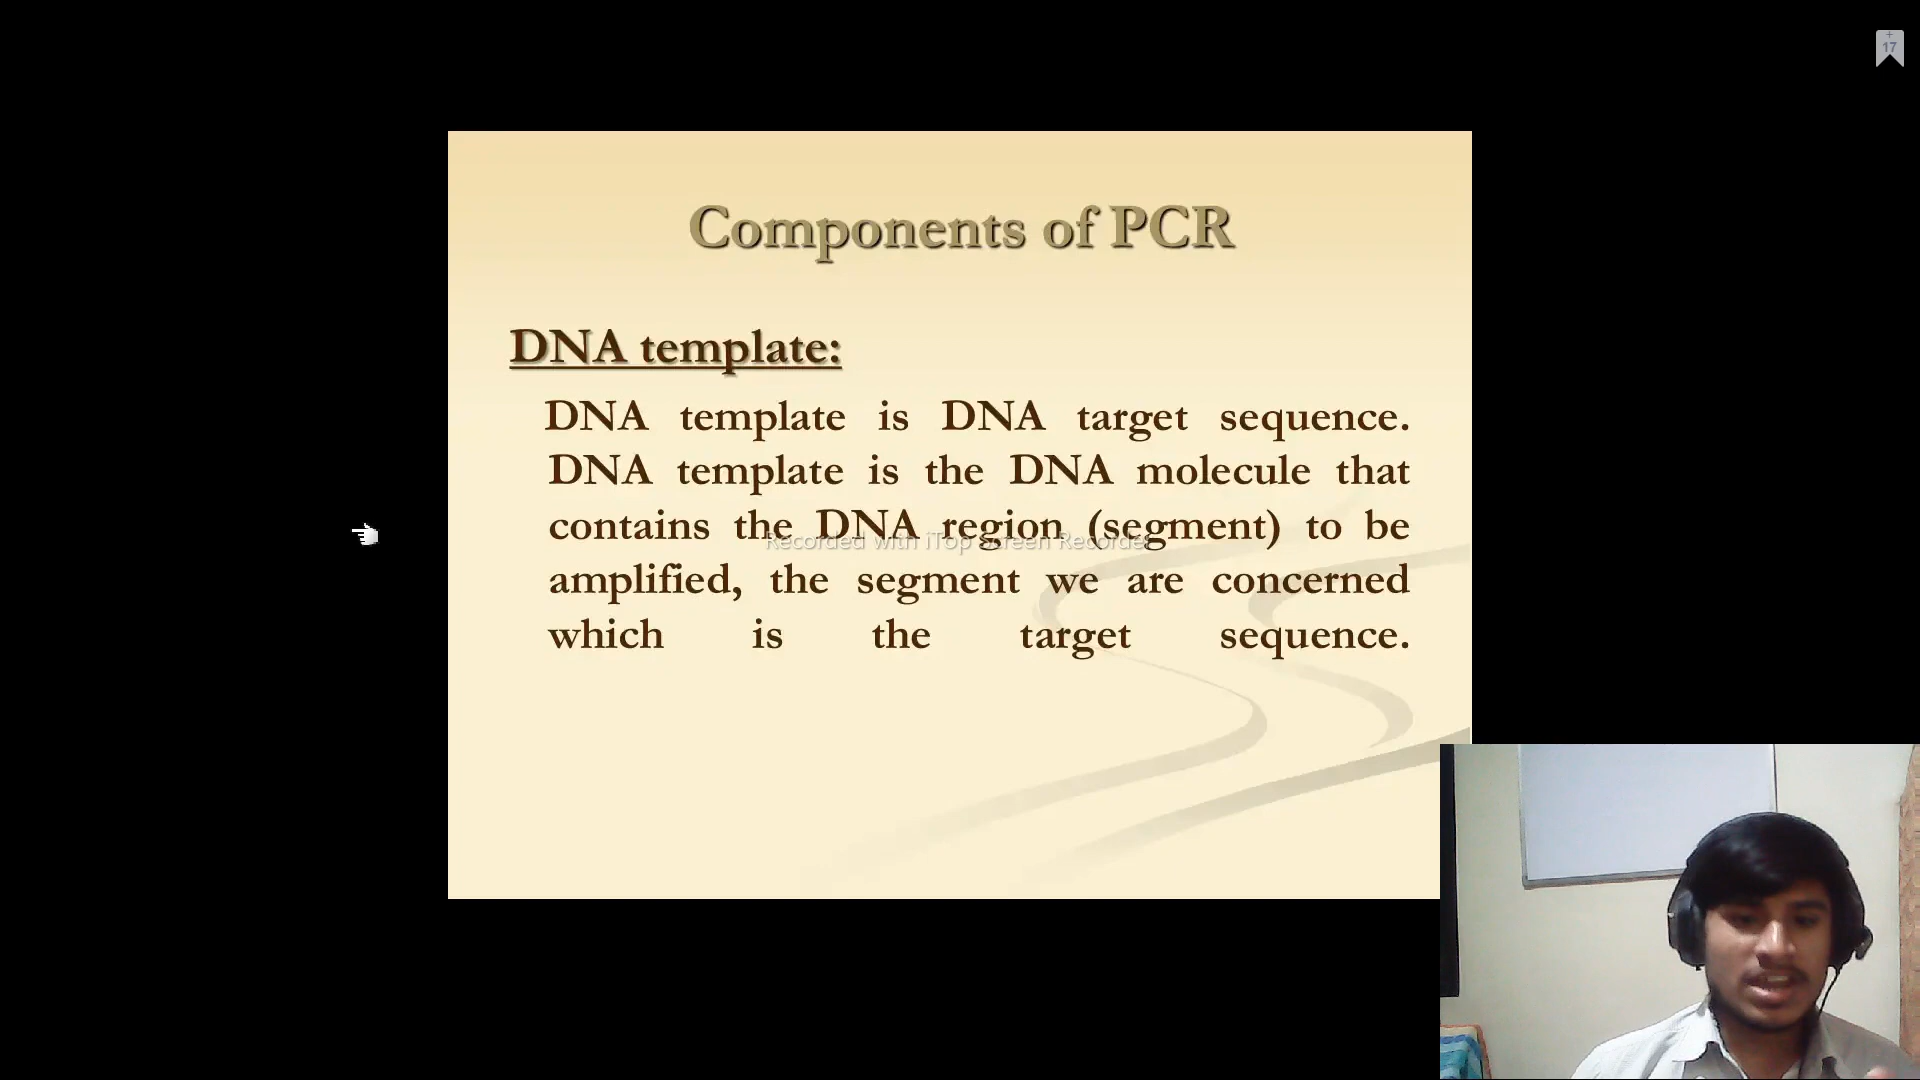 17
Components of PCR
DNA template:
DNA template is DNA target sequence.
DNA template is the DNA molecule that
contains the DNA region (segment) to be
Recorded with iTop Screen Recorder
amplified, the segment we are concerned
which is the target sequence.